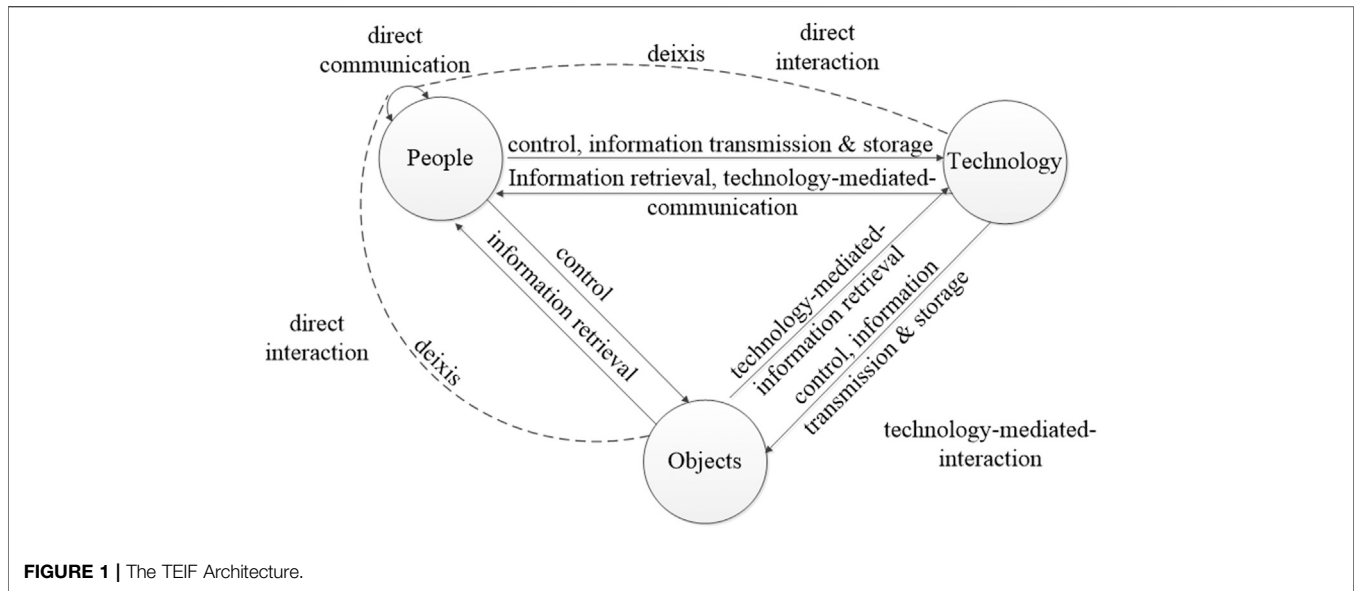 direct
communication
deixis
direct
interaction
People
control, information transmission & storage
Technology
Information retrieval, technology-mediated-
communication
control
information retrieval
technology-mediated-
information retrieval
control, information
transmission & storage
direct
interaction
deixis
technology-mediated-
interaction
Objects
FIGURE 1 | The TEIF Architecture.